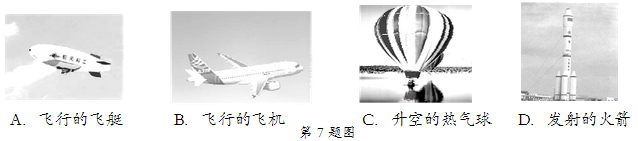 A. 飞行的飞艇 B. 飞行的飞机 C. 升空的热气球 D. 发射的火箭
第 7 题图